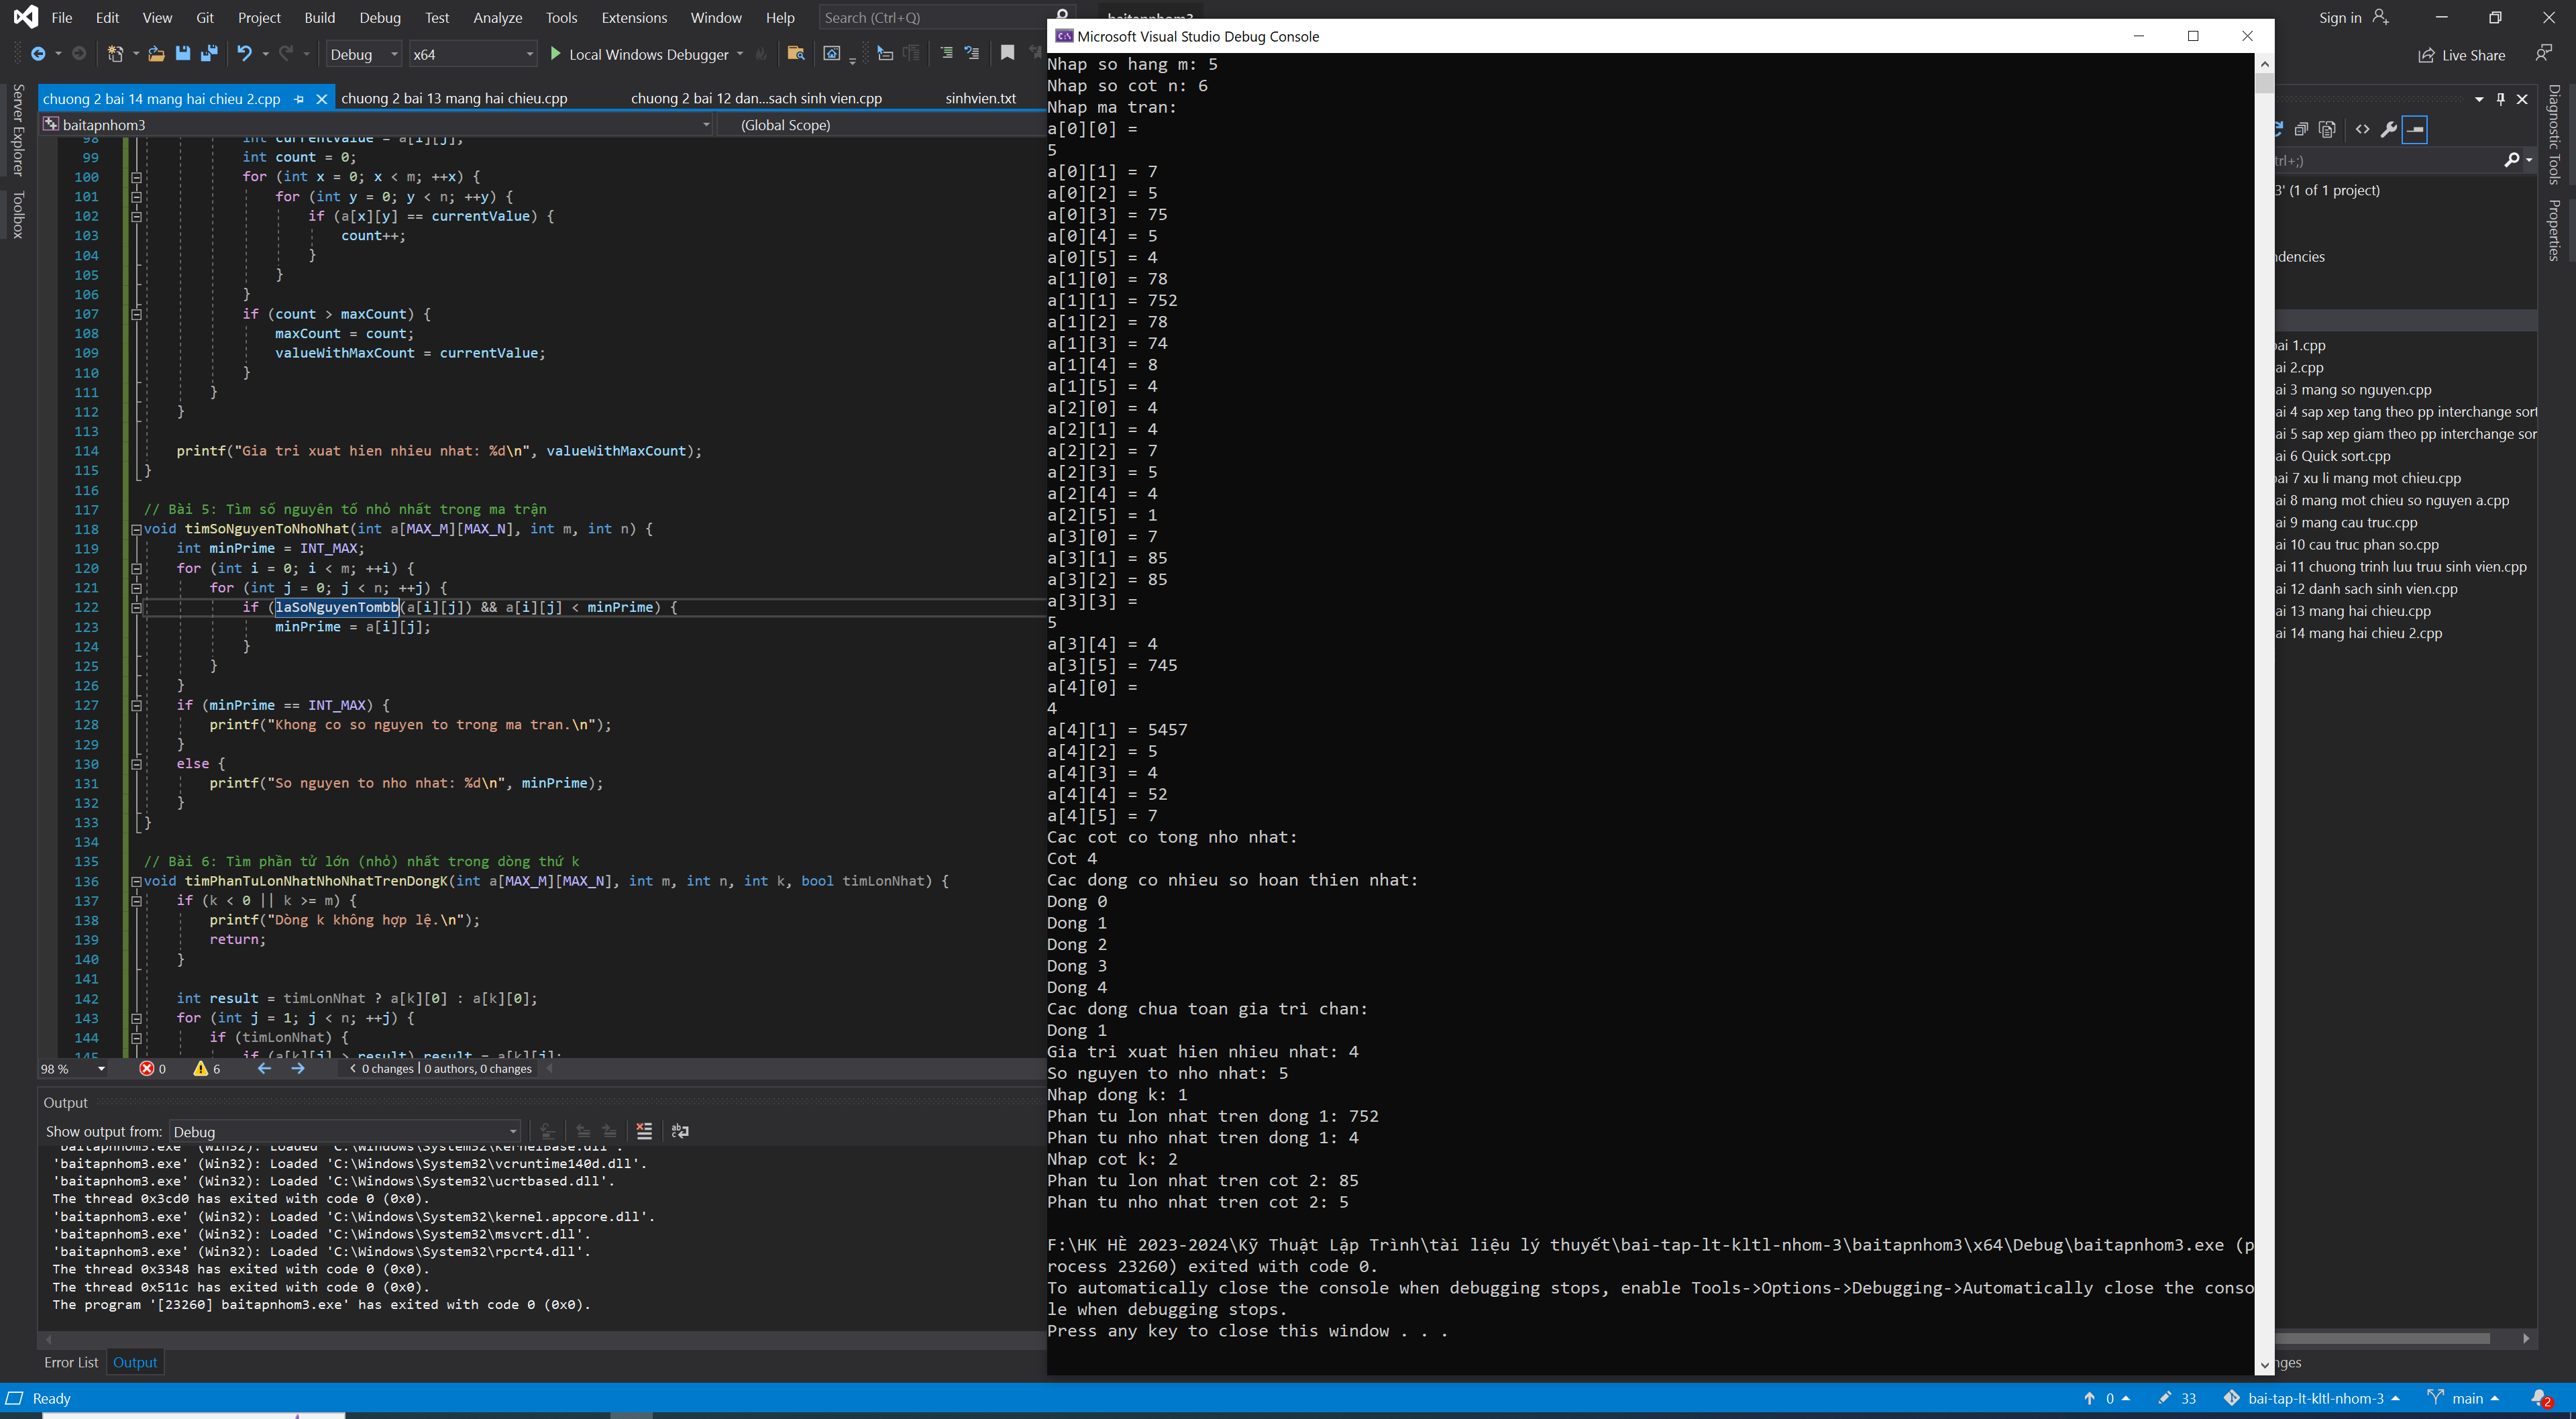 File Edit View Git Project Build Debug Test Analyze Tools Extensions Window Help Search (Ctrl+Q)
Sign in
Debug x64 Local Windows Debugger
Live Share
Server Explorer
Toolbox
chuong 2 bai 14 mang hai chieu 2.cpp chuong 2 bai 13 mang hai chieu.cpp chuong 2 bai 12 dan...sach sinh vien.cpp sinhvien.txt
baitapnhom3 (Global Scope)
98 int currentValue = a[i][j];
99 int count = 0;
100 for (int x = 0; x < m; ++x) {
101 for (int y = 0; y < n; ++y) {
102 if (a[x][y] == currentValue) {
103 count++;
104 }
105 }
106 }
107 if (count > maxCount) {
108 maxCount = count;
109 valueWithMaxCount = currentValue;
110 }
111 }
112 }
113
114 printf("Gia tri xuat hien nhieu nhat: %d\n", valueWithMaxCount);
115 }
116
117 // Bài 5: Tìm số nguyên tố nhỏ nhất trong ma trận
118 void timSoNguyenToNhoNhat(int a[MAX_M][MAX_N], int m, int n) {
119 int minPrime = INT_MAX;
120 for (int i = 0; i < m; ++i) {
121 for (int j = 0; j < n; ++j) {
122 if (laSoNguyenTombb(a[i][j]) && a[i][j] < minPrime) {
123 minPrime = a[i][j];
124 }
125 }
126 }
127 if (minPrime == INT_MAX) {
128 printf("Khong co so nguyen to trong ma tran.\n");
129 }
130 else {
131 printf("So nguyen to nho nhat: %d\n", minPrime);
132 }
133 }
134
135 // Bài 6: Tìm phần tử lớn (nhỏ) nhất trong dòng thứ k
136 void timPhanTuLonNhatNhoNhatTrenDongK(int a[MAX_M][MAX_N], int m, int n, int k, bool timLonNhat) {
137 if (k < 0 || k >= m) {
138 printf("Dòng k không hợp lệ.\n");
139 return;
140 }
141
142 int result = timLonNhat ? a[k][0] : a[k][0];
143 for (int j = 1; j < n; ++j) {
144 if (timLonNhat) {
145 if (a[k][j] > result) result = a[k][j];
98 % 0 6 0 changes | 0 authors, 0 changes
Output
Show output from: Debug
'baitapnhom3.exe' (Win32): Loaded 'C:\Windows\System32\KernelBase.dll'.
'baitapnhom3.exe' (Win32): Loaded 'C:\Windows\System32\vcruntime140d.dll'.
'baitapnhom3.exe' (Win32): Loaded 'C:\Windows\System32\ucrtbased.dll'.
The thread 0x3cd0 has exited with code 0 (0x0).
'baitapnhom3.exe' (Win32): Loaded 'C:\Windows\System32\kernel.appcore.dll'.
'baitapnhom3.exe' (Win32): Loaded 'C:\Windows\System32\msvcrt.dll'.
'baitapnhom3.exe' (Win32): Loaded 'C:\Windows\System32\rpcrt4.dll'.
The thread 0x3348 has exited with code 0 (0x0).
The thread 0x511c has exited with code 0 (0x0).
The program '[23260] baitapnhom3.exe' has exited with code 0 (0x0).
Error List Output
Ready
Microsoft Visual Studio Debug Console
Nhap so hang m: 5
Nhap so cot n: 6
Nhap ma tran:
a[0][0] =
5
a[0][1] = 7
a[0][2] = 5
a[0][3] = 75
a[0][4] = 5
a[0][5] = 4
a[1][0] = 78
a[1][1] = 752
a[1][2] = 78
a[1][3] = 74
a[1][4] = 8
a[1][5] = 4
a[2][0] = 4
a[2][1] = 4
a[2][2] = 7
a[2][3] = 5
a[2][4] = 4
a[2][5] = 1
a[3][0] = 7
a[3][1] = 85
a[3][2] = 85
a[3][3] =
5
a[3][4] = 4
a[3][5] = 745
a[4][0] =
4
a[4][1] = 5457
a[4][2] = 5
a[4][3] = 4
a[4][4] = 52
a[4][5] = 7
Cac cot co tong nho nhat:
Cot 4
Cac dong co nhieu so hoan thien nhat:
Dong 0
Dong 1
Dong 2
Dong 3
Dong 4
Cac dong chua toan gia tri chan:
Dong 1
Gia tri xuat hien nhieu nhat: 4
So nguyen to nho nhat: 5
Nhap dong k: 1
Phan tu lon nhat tren dong 1: 752
Phan tu nho nhat tren dong 1: 4
Nhap cot k: 2
Phan tu lon nhat tren cot 2: 85
Phan tu nho nhat tren cot 2: 5
F:\HK HÈ 2023-2024\Kỹ Thuật Lập Trình\tài liệu lý thuyết\bai-tap-lt-kltl-nhom-3\baitapnhom3\x64\Debug\baitapnhom3.exe (p
rocess 23260) exited with code 0.
To automatically close the console when debugging stops, enable Tools->Options->Debugging->Automatically close the conso
le when debugging stops.
Press any key to close this window . . .
trl+;)
3' (1 of 1 project)
ndencies
ai 1.cpp
ai 2.cpp
ai 3 mang so nguyen.cpp
ai 4 sap xep tang theo pp interchange sort
ai 5 sap xep giam theo pp interchange sor
ai 6 Quick sort.cpp
ai 7 xu li mang mot chieu.cpp
ai 8 mang mot chieu so nguyen a.cpp
ai 9 mang cau truc.cpp
ai 10 cau truc phan so.cpp
ai 11 chuong trinh luu truu sinh vien.cpp
ai 12 danh sach sinh vien.cpp
ai 13 mang hai chieu.cpp
ai 14 mang hai chieu 2.cpp
nges
Diagnostic Tools
Properties
0 33 bai-tap-lt-kltl-nhom-3 main 2